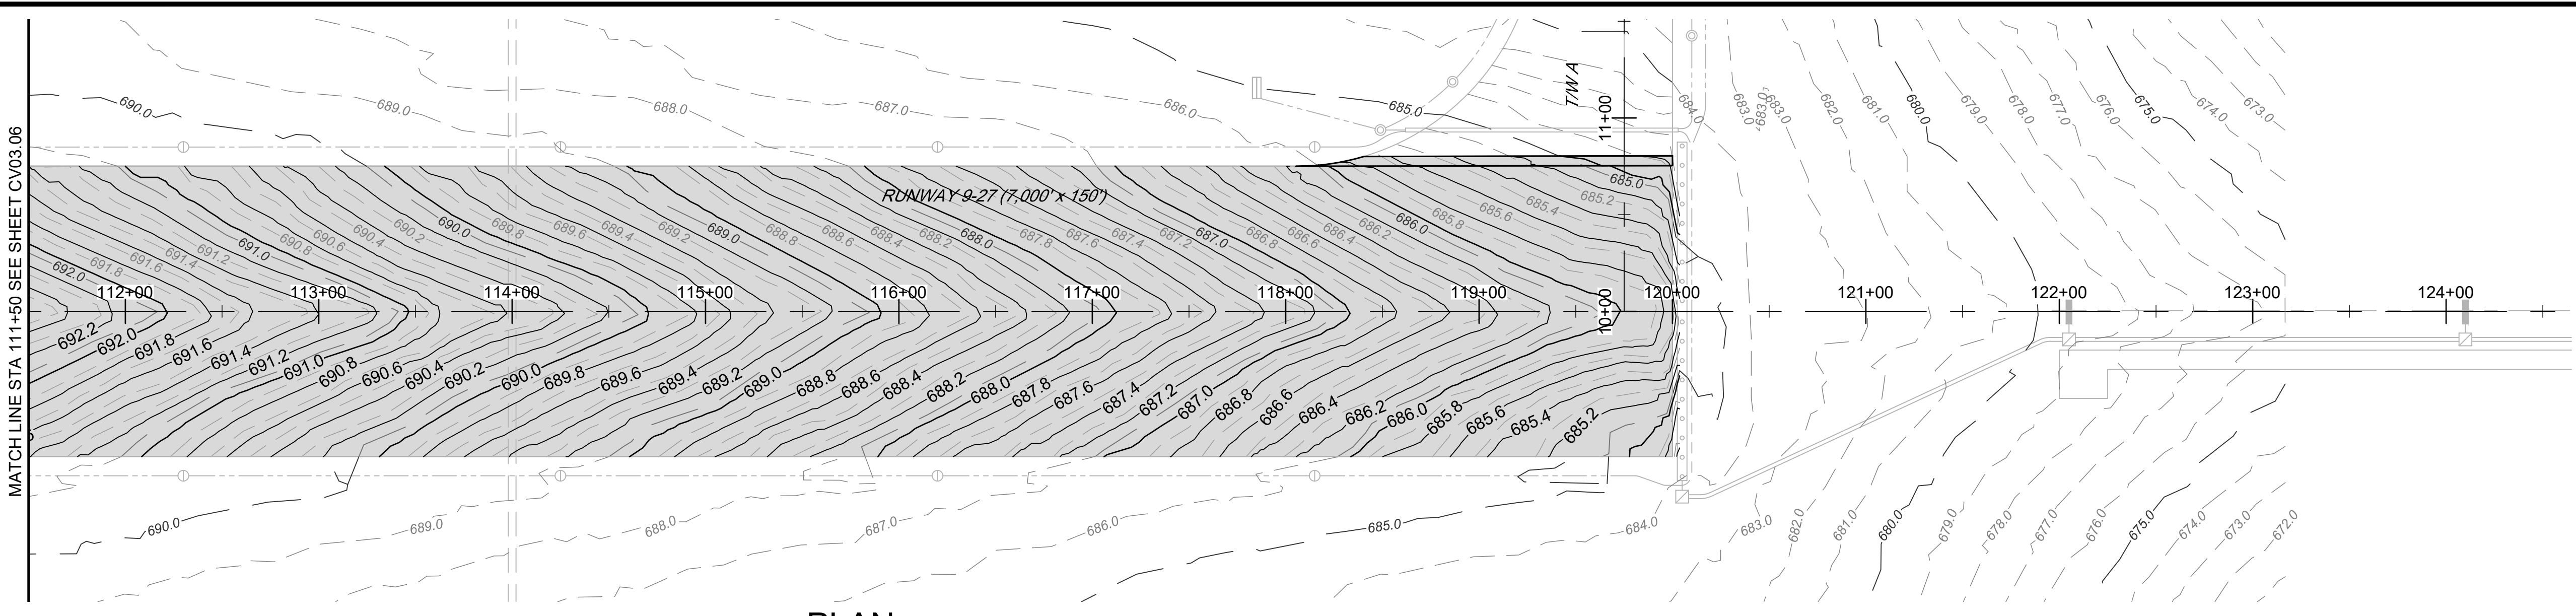 MATCH LINE STA 111+50 SEE SHEET CV03.06
690.0 689.0 688.0 687.0 686.0 685.0 684.0 683.0 683.0 683.0 682.0 681.0 680.0 679.0 678.0 677.0 676.0 675.0 674.0 673.0
T/W A
11+00
10+00
RUNWAY 9-27 (7,000' x 150')
692.0 691.8 691.6 691.4 691.2 691.0 690.8 690.6 690.4 690.2 690.0 689.8 689.6 689.4 689.2 689.0 688.8 688.6 688.4 688.2 688.0 687.8 687.6 687.4 687.2 687.0 686.8 686.6 686.4 686.2 686.0 685.8 685.6 685.4 685.2 685.0
112+00 113+00 114+00 115+00 116+00 117+00 118+00 119+00 120+00 121+00 122+00 123+00 124+00
692.2 692.0 691.8 691.6 691.4 691.2 691.0 690.8 690.6 690.4 690.2 690.0 689.8 689.6 689.4 689.2 689.0 688.8 688.6 688.4 688.2 688.0 687.8 687.6 687.4 687.2 687.0 686.8 686.6 686.4 686.2 686.0 685.8 685.6 685.4 685.2
690.0 689.0 688.0 687.0 686.0 685.0 684.0 683.0 682.0 681.0 680.0 679.0 678.0 677.0 676.0 675.0 674.0 673.0 672.0
PLAN